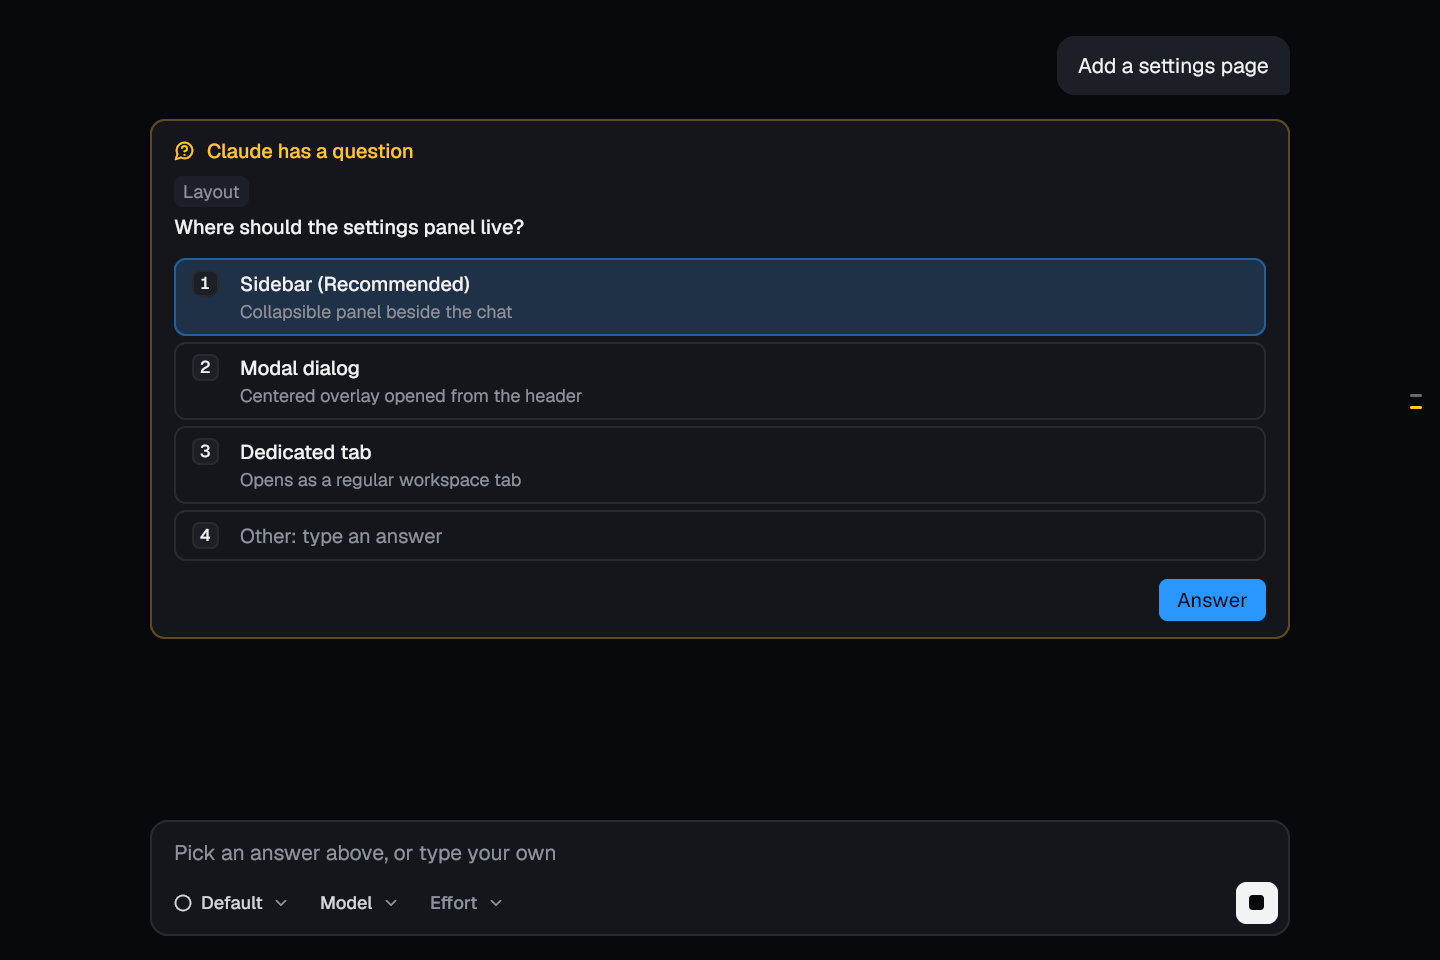 Add a settings page
Claude has a question
Layout
Where should the settings panel live?
1 Sidebar (Recommended)
Collapsible panel beside the chat
2 Modal dialog
Centered overlay opened from the header
3 Dedicated tab
Opens as a regular workspace tab
4 Other: type an answer
Answer
Pick an answer above, or type your own
Default Model Effort